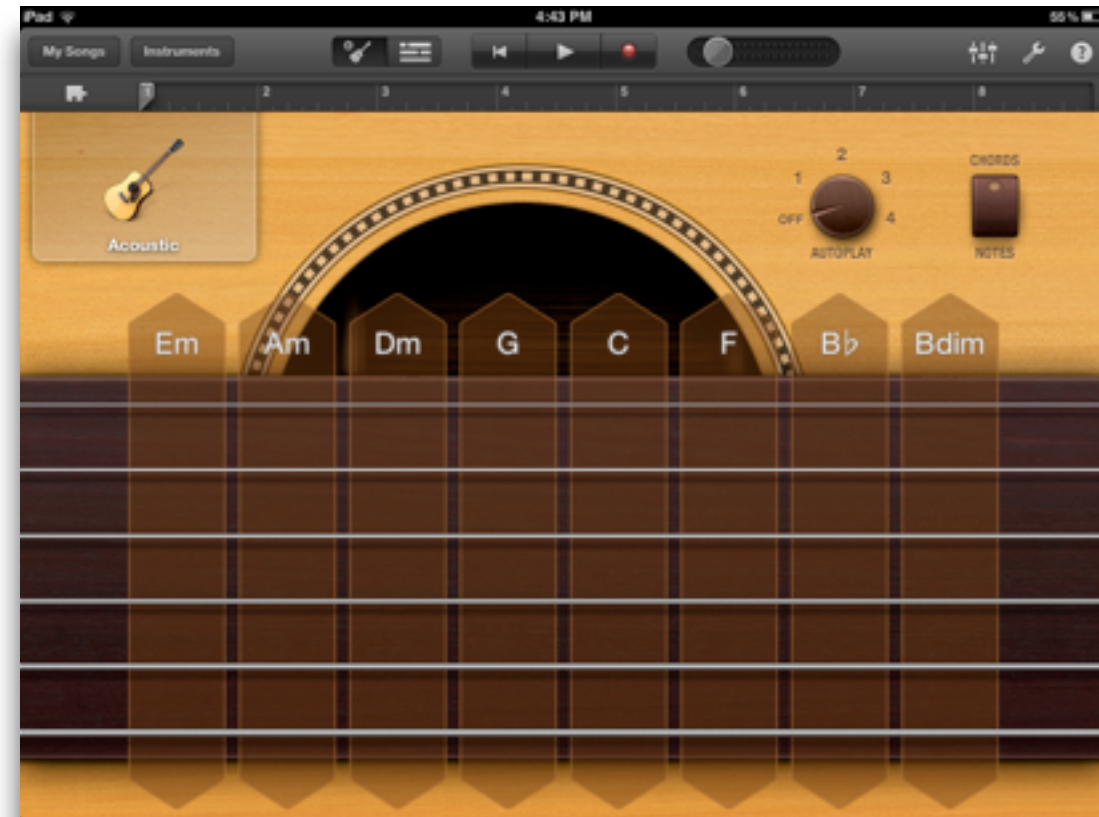 iPad 4:43 PM 55 %
My Songs Instruments
1 2 3 4 5 6 7 8
2
CHORDS
1 3
OFF 4
Acoustic AUTOPLAY NOTES
Em Am Dm G C F B♭ Bdim